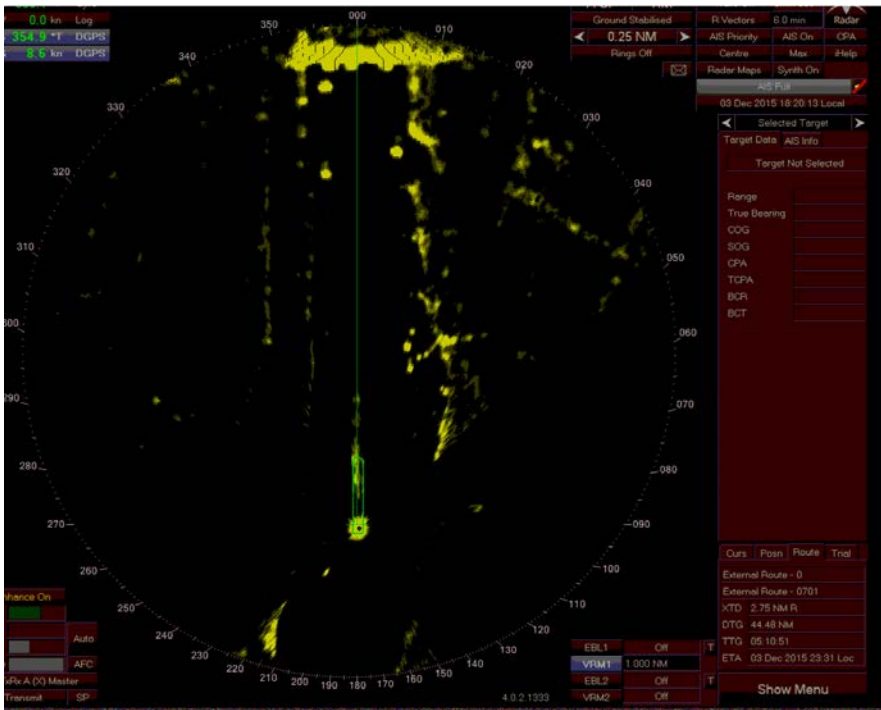 0.0 kn Log
354.9 °T DGPS
8.6 kn DGPS
Ground Stabilised
0.25 NM
Rings Off
R.Vectors 6.0 min Radar
AIS Priority AIS On CPA
Centre Max iHelp
Radar Maps Synth On
AIS Full
03 Dec 2015 18:20:13 Local
Selected Target
Target Data AIS Info
Target Not Selected
Range
True Bearing
COG
SOG
CPA
TCPA
BCR
BCT
350
000
010
340
020
330
030
320
040
310
050
300
060
290
070
280
080
270
090
260
100
250
110
240
120
230
130
220
140
210
150
200
190
180
170
160
Curs Posn Route Trial
External Route - 0
External Route - 0701
XTD 2.75 NM R
DTG 44.48 NM
TTG 05:10:51
ETA 03 Dec 2015 23:31 Loc
Show Menu
nhance On
Auto
AFC
xRx A (X) Master
Transmit SP
EBL1 Off T
VRM1 1.000 NM
EBL2 Off T
VRM2 Off
4.0.2.1333